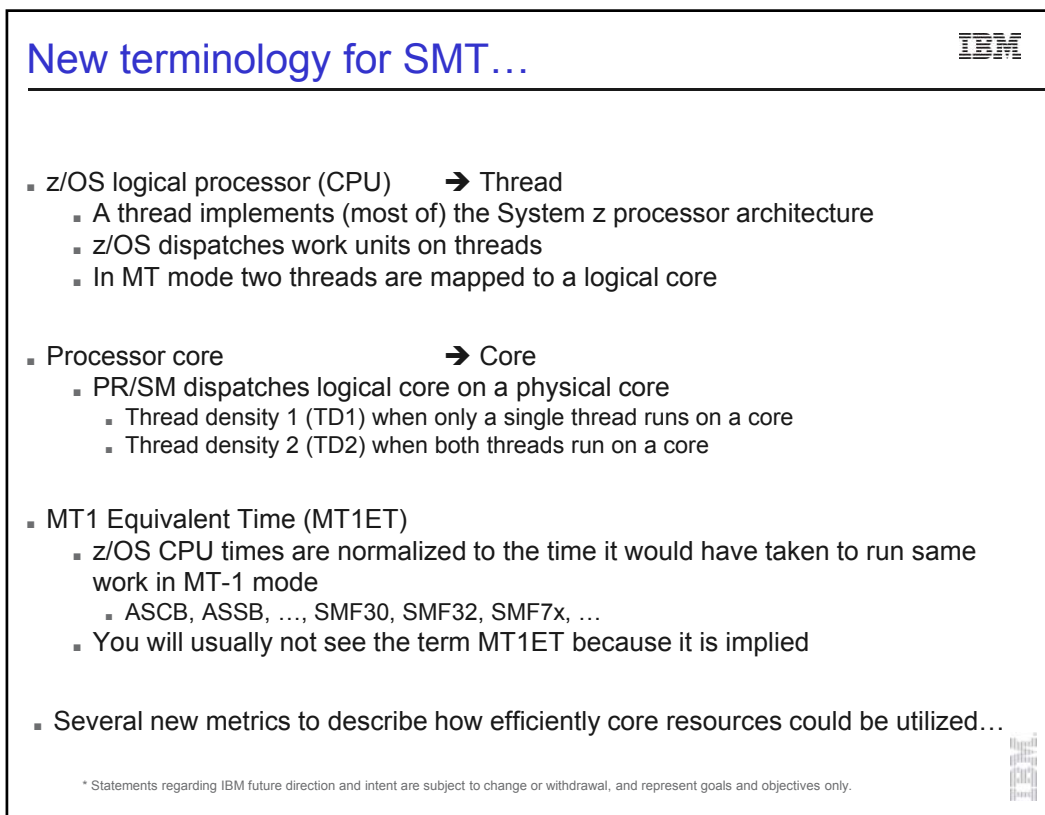 New terminology for SMT…
IBM
▪ z/OS logical processor (CPU) ➔ Thread
▪ A thread implements (most of) the System z processor architecture
▪ z/OS dispatches work units on threads
▪ In MT mode two threads are mapped to a logical core
▪ Processor core ➔ Core
▪ PR/SM dispatches logical core on a physical core
▪ Thread density 1 (TD1) when only a single thread runs on a core
▪ Thread density 2 (TD2) when both threads run on a core
▪ MT1 Equivalent Time (MT1ET)
▪ z/OS CPU times are normalized to the time it would have taken to run same
work in MT-1 mode
▪ ASCB, ASSB, …, SMF30, SMF32, SMF7x, …
▪ You will usually not see the term MT1ET because it is implied
▪ Several new metrics to describe how efficiently core resources could be utilized…
* Statements regarding IBM future direction and intent are subject to change or withdrawal, and represent goals and objectives only.
IBM.